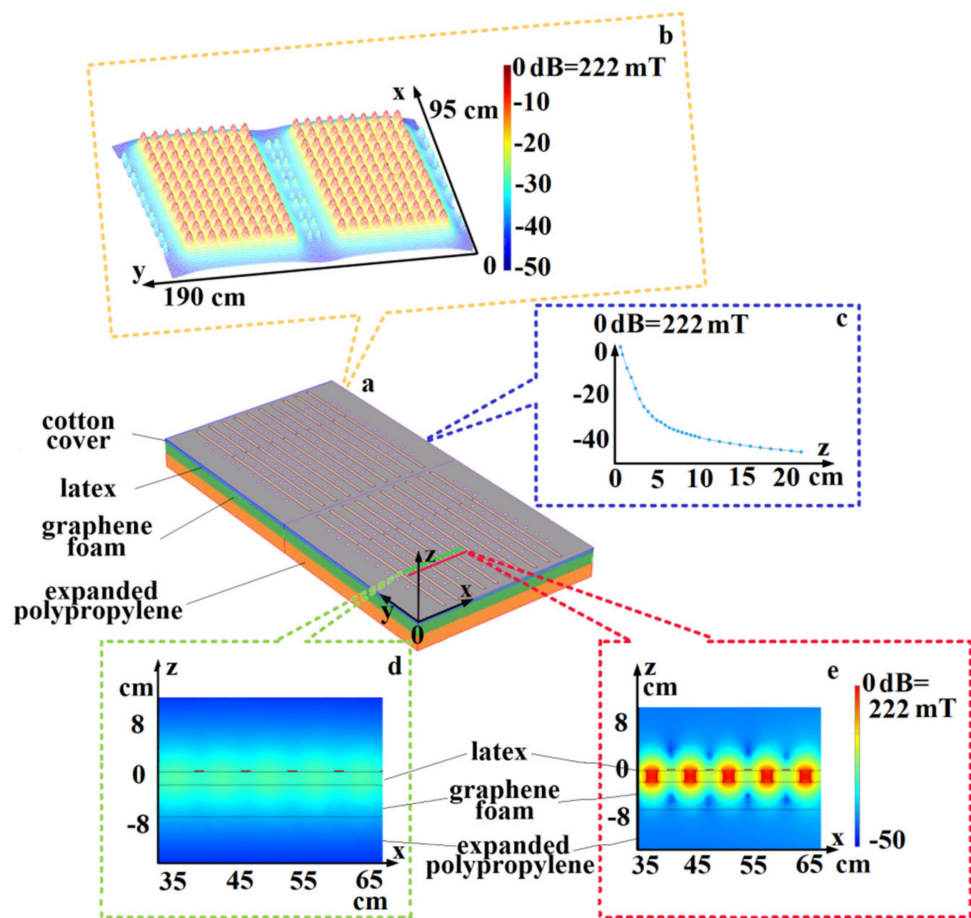 b
0 dB=222 mT
x
95 cm
-10
-20
-30
-40
0
-50
y
190 cm
0 dB=222 mT
c
0
-20
-40
z
0 5 10 15 20 cm
a
cotton
cover
latex
graphene
foam
expanded
polypropylene
z
x
y
0
z
d
cm
8
0
-8
x
35 45 55 65
cm
latex
graphene
foam
expanded
polypropylene
z
cm
e
0 dB=
222 mT
8
0
-8
-50
x
35 45 55 65 cm